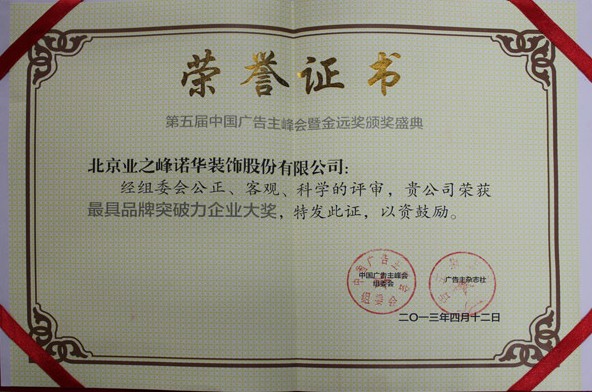 荣誉证书
第五届中国广告主峰会暨金远奖颁奖盛典
北京业之峰诺华装饰股份有限公司：
经组委会公正、客观、科学的评审，贵公司荣获
最具品牌突破力企业大奖，特发此证，以资鼓励。
中国广告主峰会
组委会
广告主杂志社
二〇一三年四月十二日